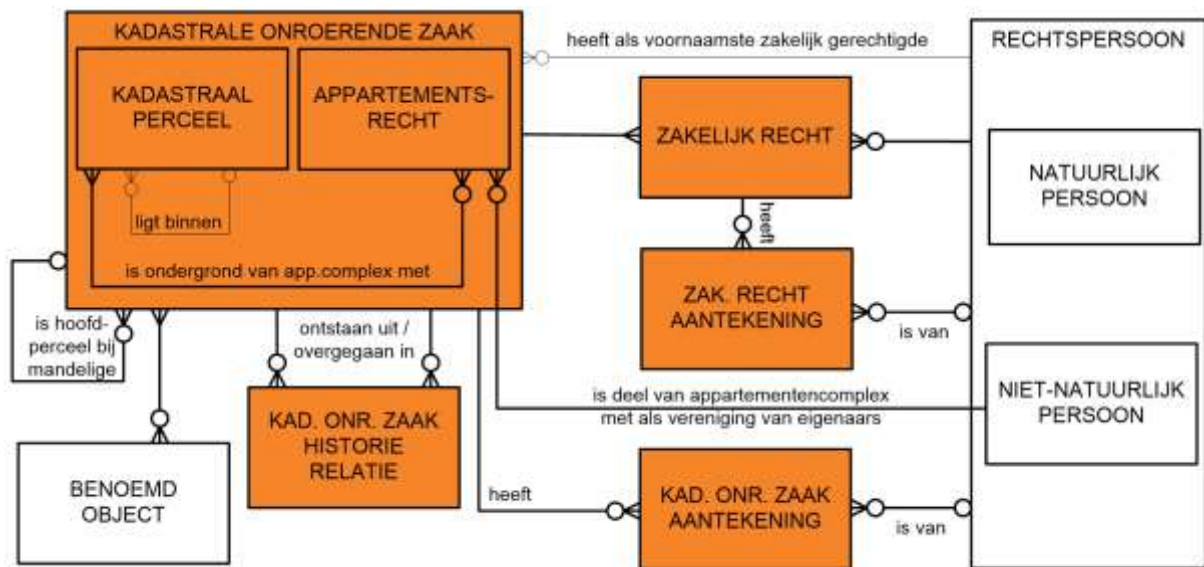 KADASTRALE ONROERENDE ZAAK
KADASTRAAL
PERCEEL
APPARTEMENTS-
RECHT
ligt binnen
is ondergrond van app.complex met
heeft als voornaamste zakelijk gerechtigde
RECHTSPERSOON
ZAKELIJK RECHT
NATUURLIJK
PERSOON
heeft
ZAK. RECHT
AANTEKENING
is van
is hoofd-
perceel bij
mandelige
ontstaan uit /
overgegaan in
KAD. ONR. ZAAK
HISTORIE
RELATIE
is deel van appartementencomplex
met als vereniging van eigenaars
NIET-NATUURLIJK
PERSOON
BENOEMD
OBJECT
heeft
KAD. ONR. ZAAK
AANTEKENING
is van